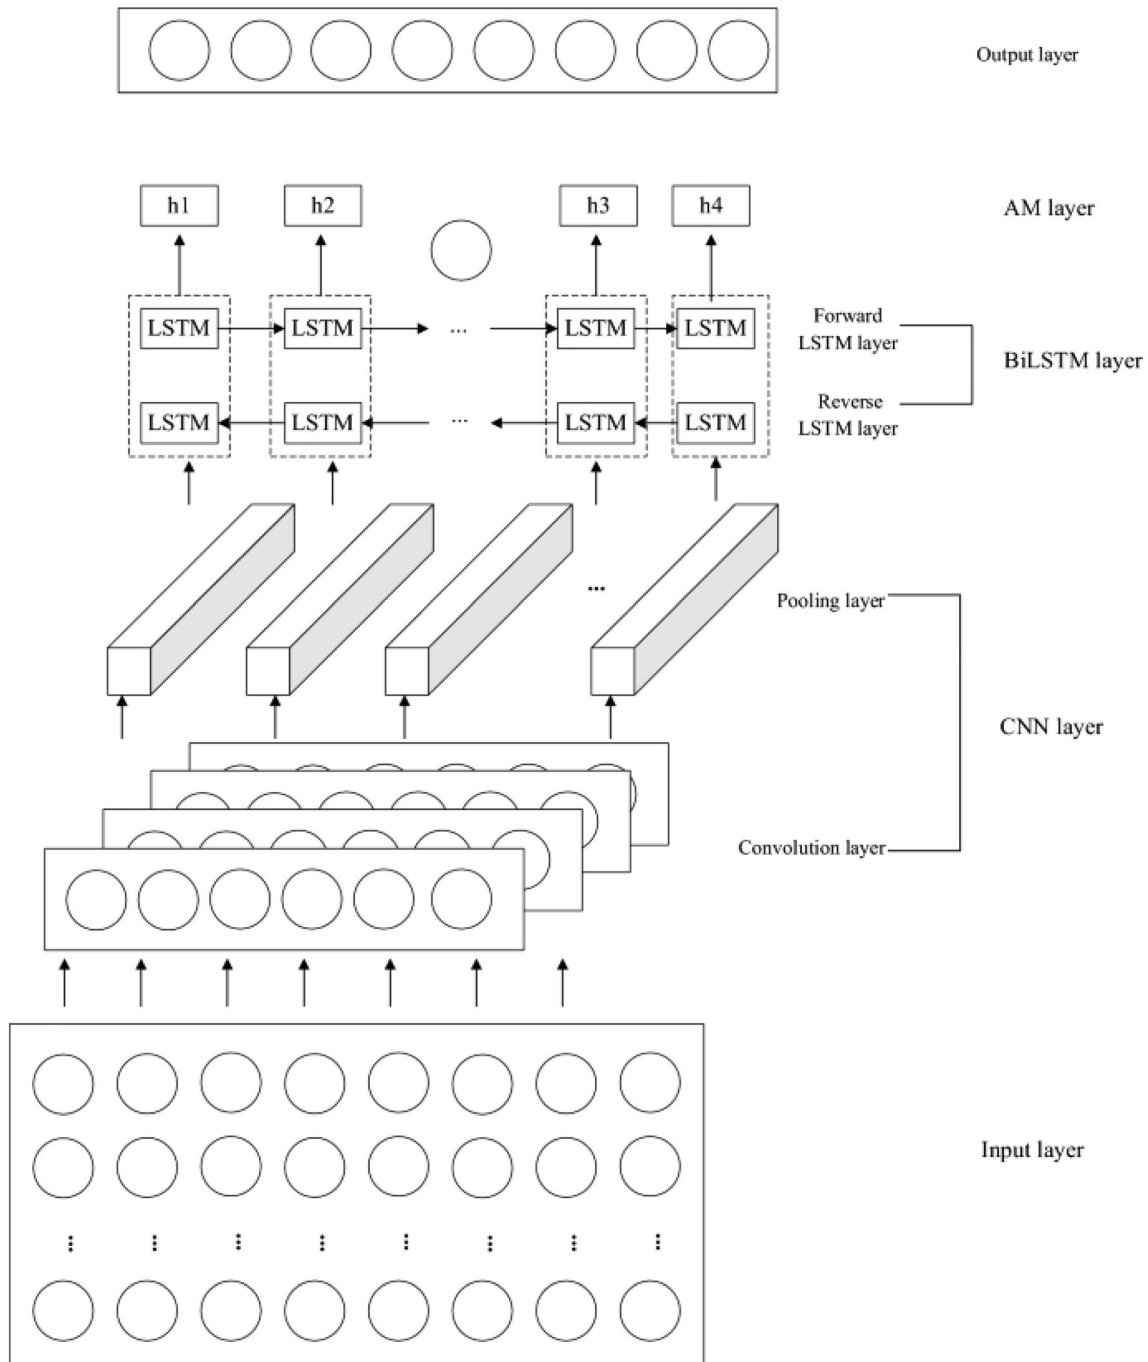 Output layer
h1 h2 h3 h4 AM layer
LSTM LSTM ... LSTM LSTM Forward
LSTM layer
BiLSTM layer
LSTM LSTM ... LSTM LSTM Reverse
LSTM layer
...
Pooling layer
CNN layer
Convolution layer
Input layer